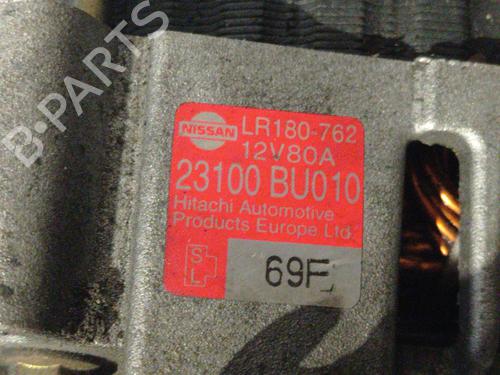 B-PARTS
NISSAN LR180-762
12V80A
23100 BU010
Hitachi Automotive
Products Europe Ltd.
S
L
69F